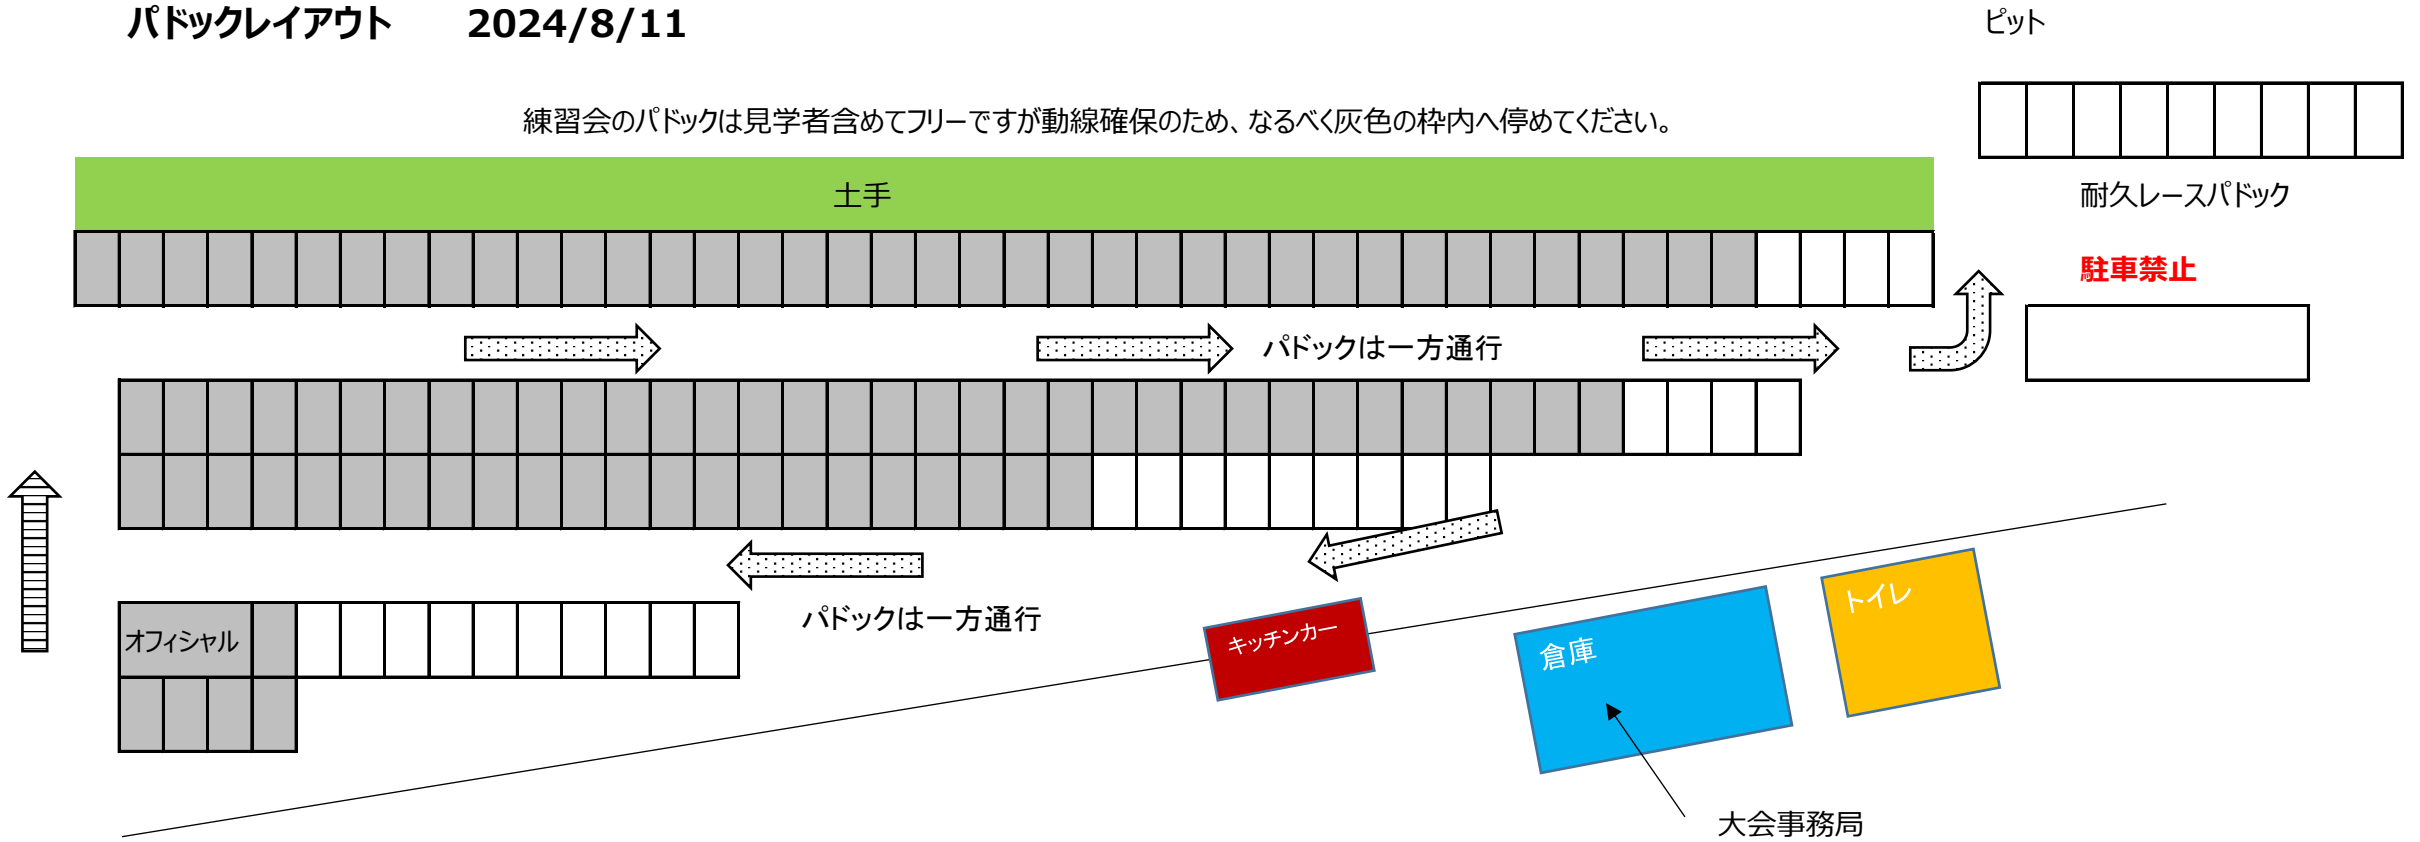 パドックレイアウト 2024/8/11
ピット
練習会のパドックは見学者含めてフリーですが動線確保のため、なるべく灰色の枠内へ停めてください。
土手
耐久レースパドック
駐車禁止
パドックは一方通行
パドックは一方通行
オフィシャル
キッチンカー
倉庫
トイレ
大会事務局